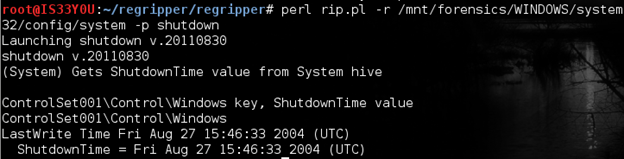 root@IS33Y0U:~/regripper/regripper# perl rip.pl -r /mnt/forensics/WINDOWS/system
32/config/system -p shutdown
Launching shutdown v.20110830
shutdown v.20110830
(System) Gets ShutdownTime value from System hive

ControlSet001\Control\Windows key, ShutdownTime value
ControlSet001\Control\Windows
LastWrite Time Fri Aug 27 15:46:33 2004 (UTC)
  ShutdownTime = Fri Aug 27 15:46:33 2004 (UTC)